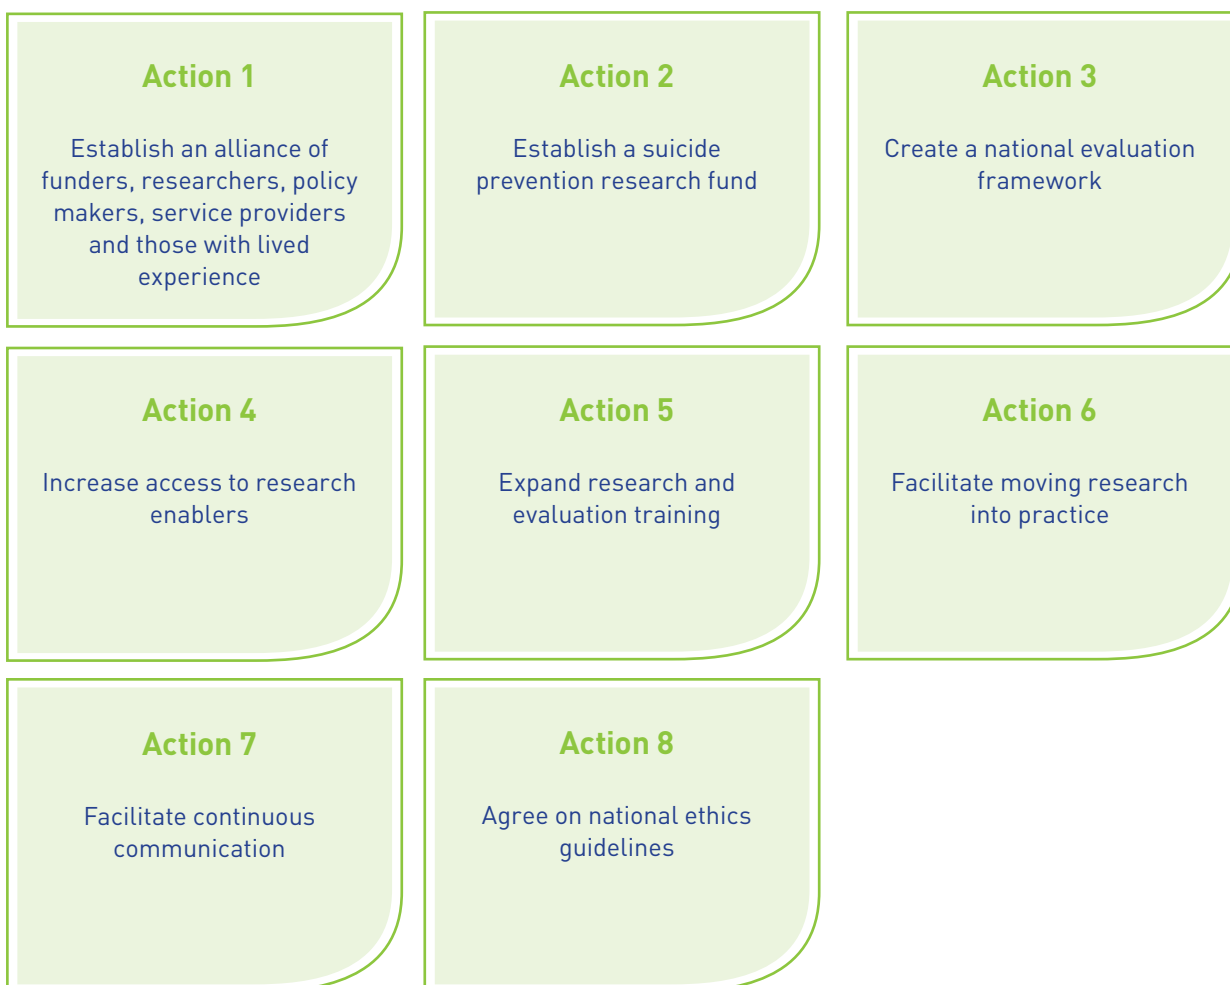 Action 1
Establish an alliance of
funders, researchers, policy
makers, service providers
and those with lived
experience
Action 2
Establish a suicide
prevention research fund
Action 3
Create a national evaluation
framework
Action 4
Increase access to research
enablers
Action 5
Expand research and
evaluation training
Action 6
Facilitate moving research
into practice
Action 7
Facilitate continuous
communication
Action 8
Agree on national ethics
guidelines